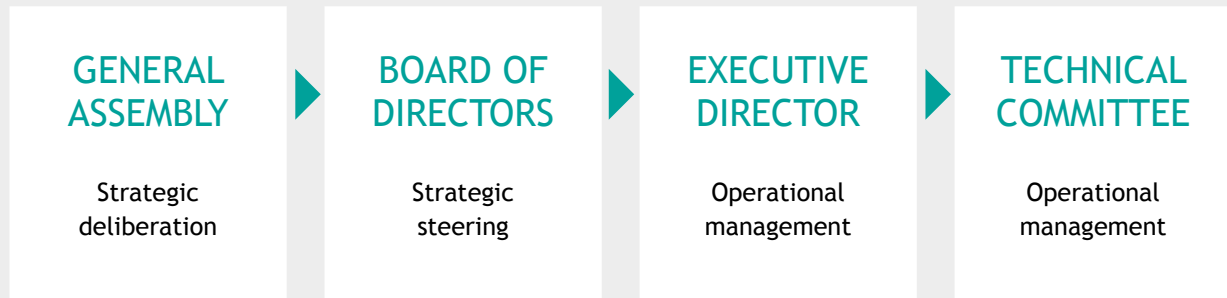 GENERAL
ASSEMBLY
Strategic
deliberation
BOARD OF
DIRECTORS
Strategic
steering
EXECUTIVE
DIRECTOR
Operational
management
TECHNICAL
COMMITTEE
Operational
management